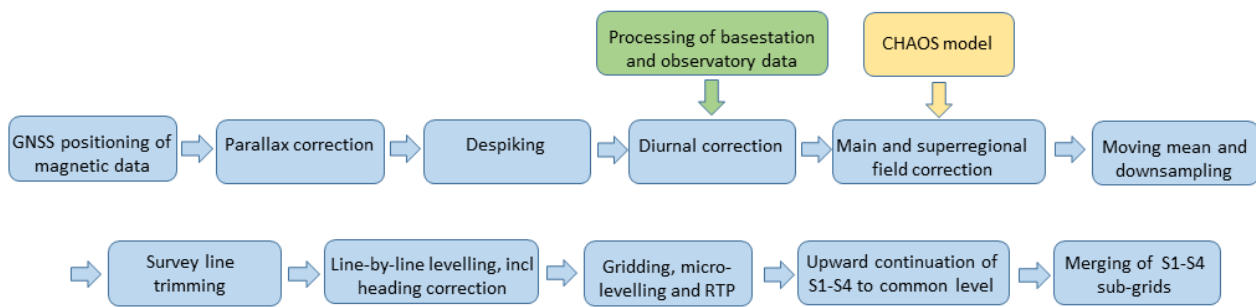 Processing of basestation
and observatory data
CHAOS model
GNSS positioning of
magnetic data
Parallax correction
Despiking
Diurnal correction
Main and superregional
field correction
Moving mean and
downsampling
Survey line
trimming
Line-by-line levelling, incl
heading correction
Gridding, micro-
levelling and RTP
Upward continuation of
S1-S4 to common level
Merging of S1-S4
sub-grids